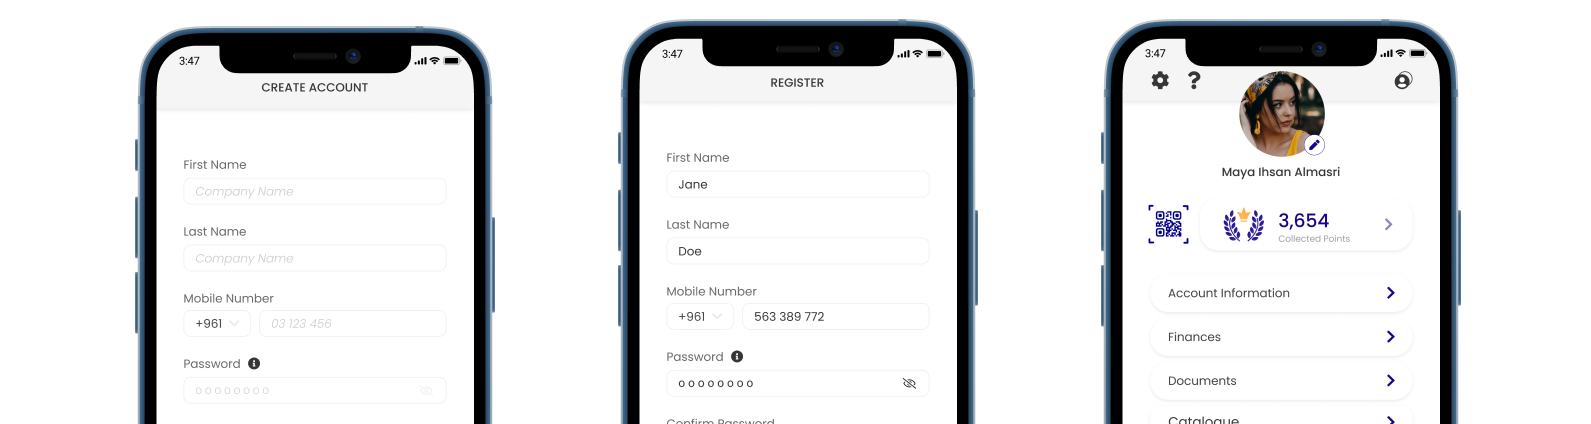 3:47
CREATE ACCOUNT
First Name
Company Name
Last Name
Company Name
Mobile Number
+961
03 123 456
Password
3:47
REGISTER
First Name
Jane
Last Name
Doe
Mobile Number
+961
563 389 772
Password
Confirm Password
3:47
Maya Ihsan Almasri
3,654
Collected Points
Account Information
Finances
Documents
Catalogue